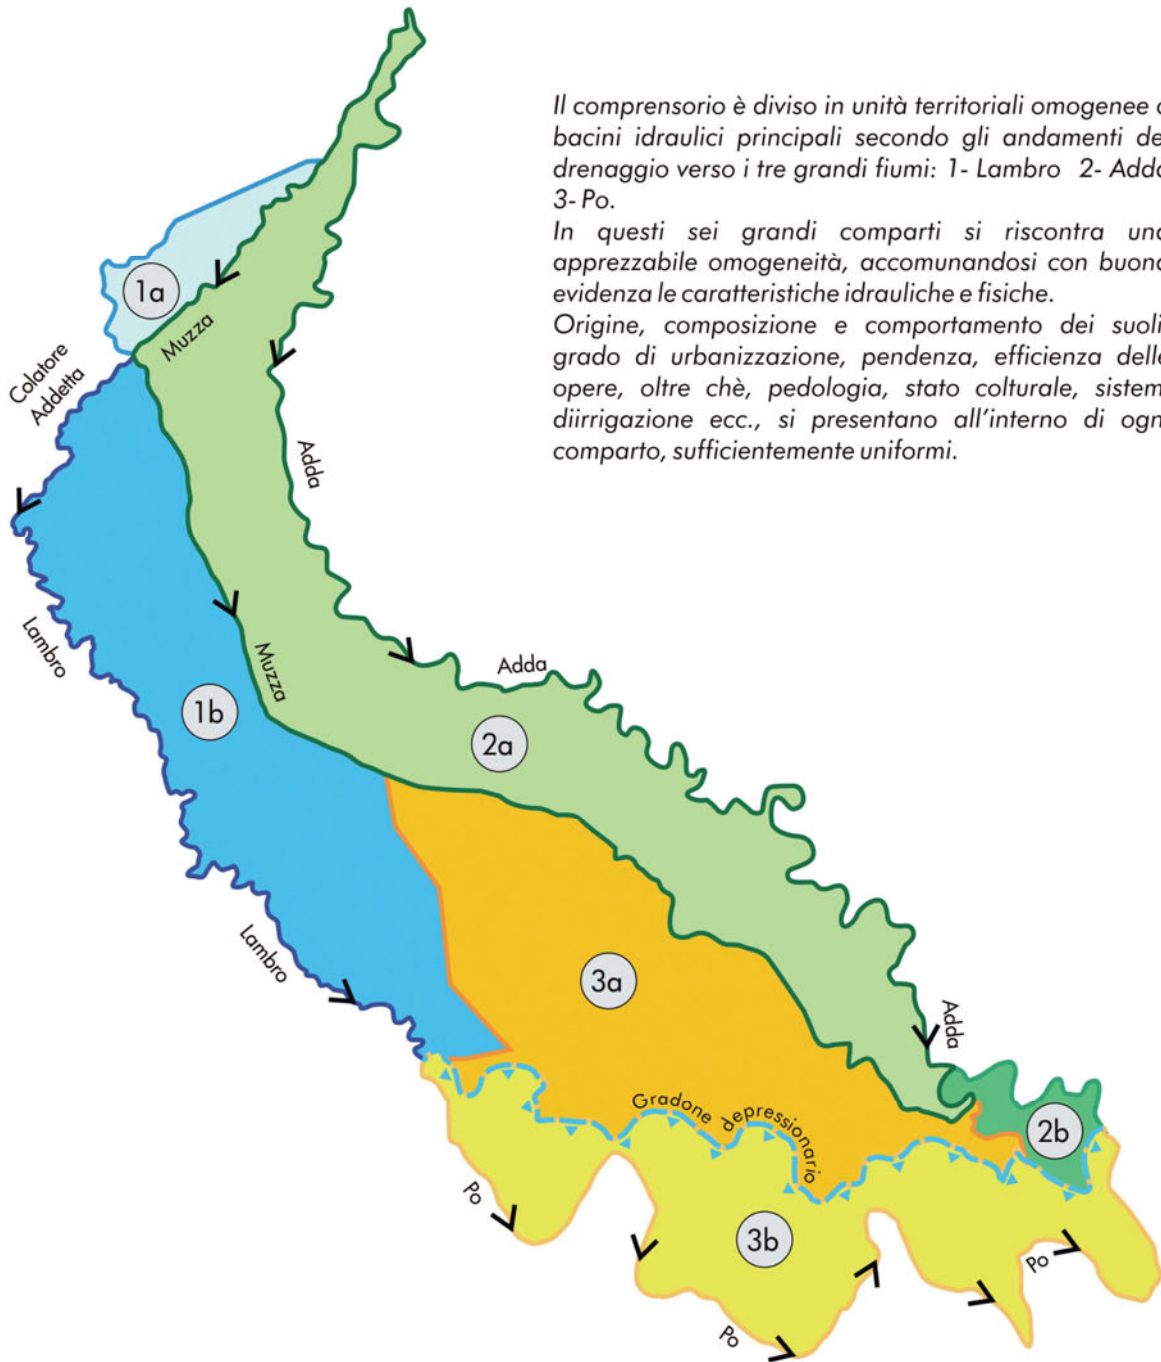 Il comprensorio è diviso in unità territoriali omogenee o
bacini idraulici principali secondo gli andamenti de
drenaggio verso i tre grandi fiumi: 1- Lambro 2- Adda
3- Po.
In questi sei grandi comparti si riscontra una
apprezzabile omogeneità, accomunandosi con buona
evidenza le caratteristiche idrauliche e fisiche.
Origine, composizione e comportamento dei suoli
grado di urbanizzazione, pendenza, efficienza delle
opere, oltre chè, pedologia, stato colturale, sistem
diirrigazione ecc., si presentano all'interno di ogn
comparto, sufficientemente uniformi.
1a
Muzza
Colatore
Addetta
Adda
Lambro
Muzza
Adda
1b
2a
Lambro
3a
Adda
Gradone
depressionario
2b
Po
3b
Po
Po